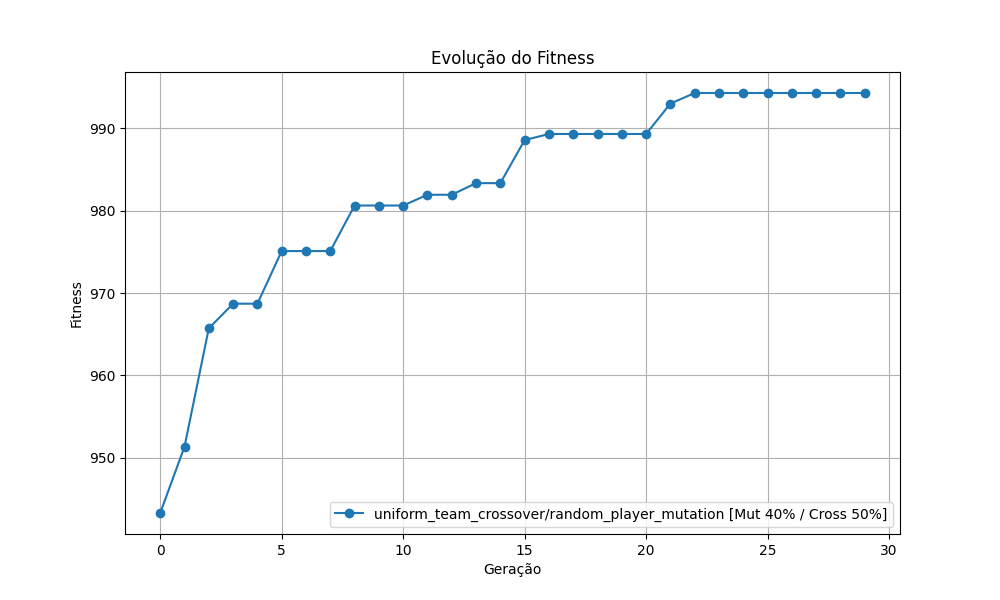 Evolução do Fitness
Fitness
990
980
970
960
950
uniform_team_crossover/random_player_mutation [Mut 40% / Cross 50%]
0 5 10 15 20 25 30
Geração